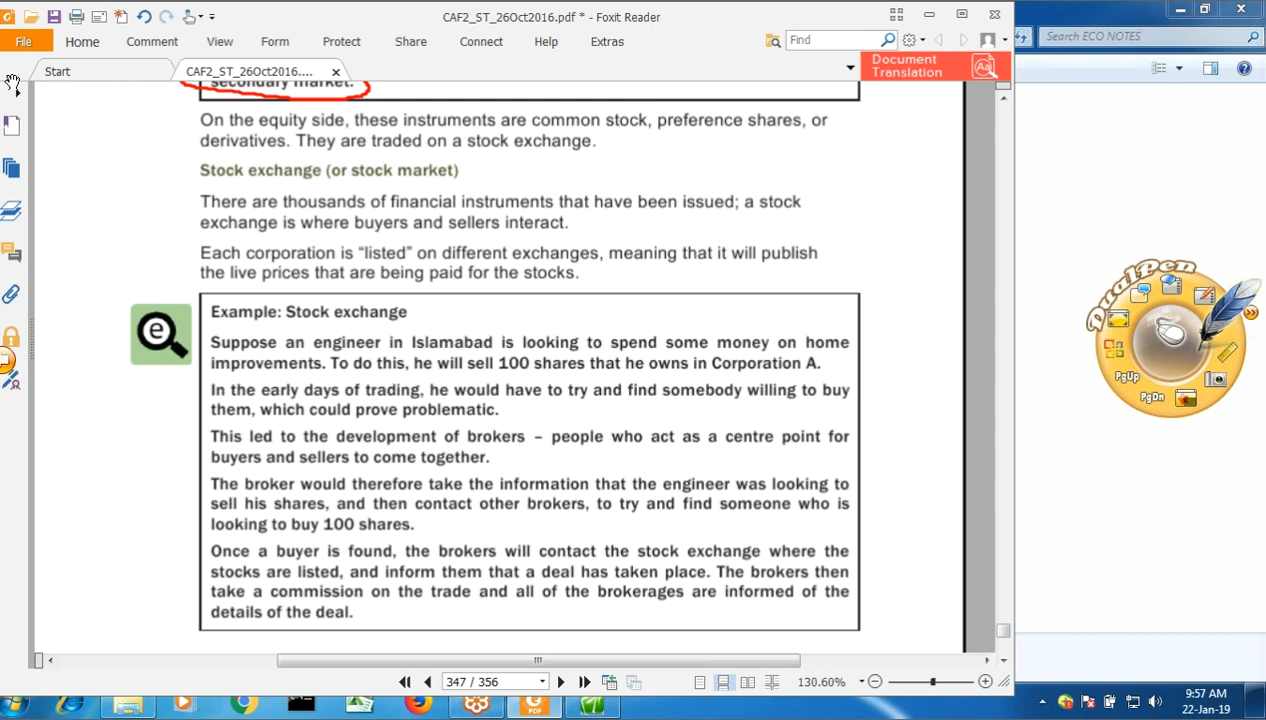 CAF2_ST_26Oct2016.pdf * - Foxit Reader
File Home Comment View Form Protect Share Connect Help Extras
Find
Search ECO NOTES
Start
CAF2_ST_26Oct2016....
Document
Translation
secondary market.
On the equity side, these instruments are common stock, preference shares, or
derivatives. They are traded on a stock exchange.
Stock exchange (or stock market)
There are thousands of financial instruments that have been issued; a stock
exchange is where buyers and sellers interact.
Each corporation is “listed” on different exchanges, meaning that it will publish
the live prices that are being paid for the stocks.
e
Example: Stock exchange
Suppose an engineer in Islamabad is looking to spend some money on home
improvements. To do this, he will sell 100 shares that he owns in Corporation A.
In the early days of trading, he would have to try and find somebody willing to buy
them, which could prove problematic.
This led to the development of brokers – people who act as a centre point for
buyers and sellers to come together.
The broker would therefore take the information that the engineer was looking to
sell his shares, and then contact other brokers, to try and find someone who is
looking to buy 100 shares.
Once a buyer is found, the brokers will contact the stock exchange where the
stocks are listed, and inform them that a deal has taken place. The brokers then
take a commission on the trade and all of the brokerages are informed of the
details of the deal.
DualPen
PgUp
PgDn
347 / 356
130.60%
PDF
9:57 AM
22-Jan-19